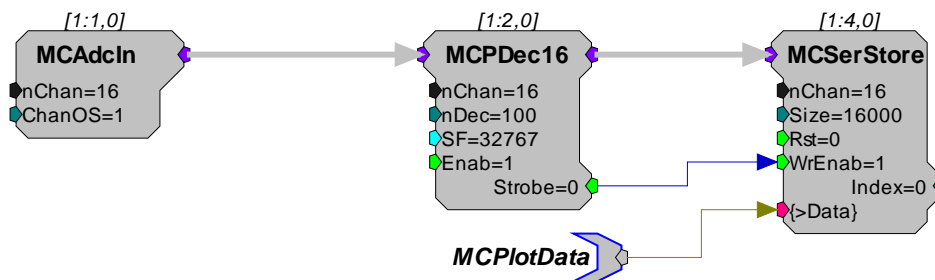 [1:1,0]
MCAdcIn
nChan=16
ChanOS=1
[1:2,0]
MCPDec16
nChan=16
nDec=100
SF=32767
Enab=1
Strobe=0
[1:4,0]
MCSerStore
nChan=16
Size=16000
Rst=0
WrEnab=1
Index=0
{>Data}
MCPlotData